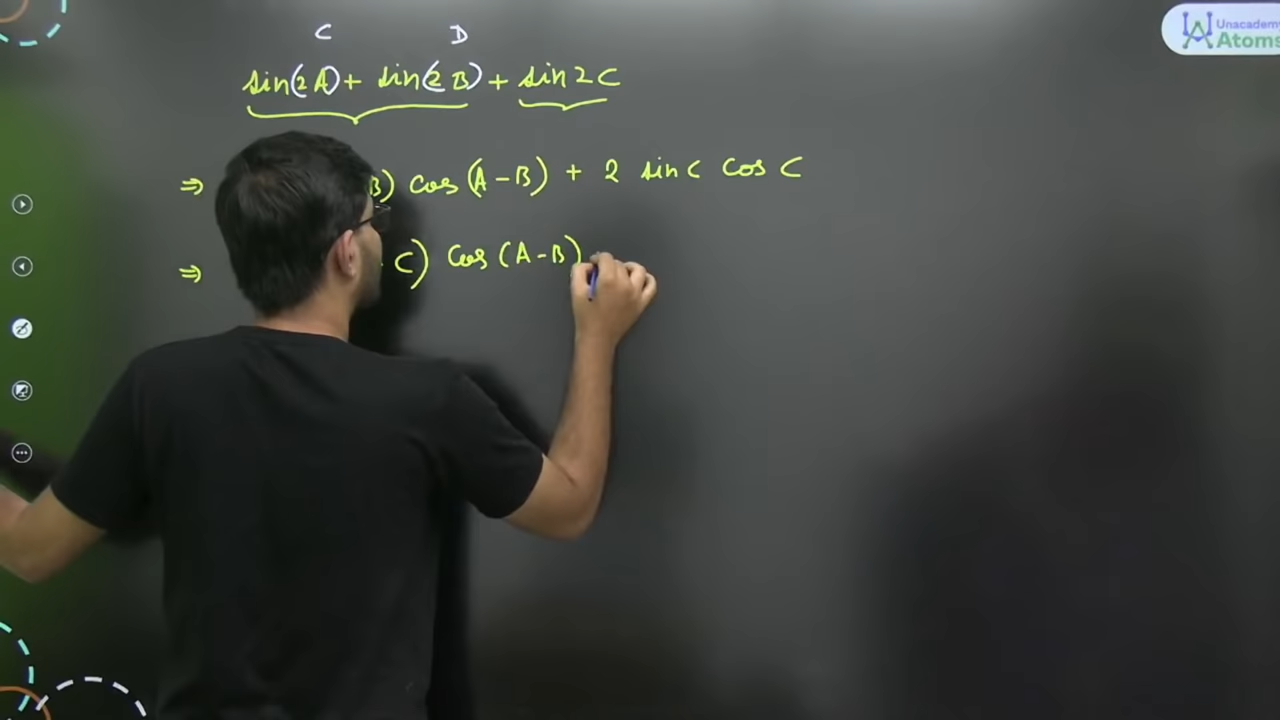 C D
Unacademy
Atoms
sin(2A) + sin(2B) + sin 2C
⇒ B) cos(A-B) + 2 sin C cos C
⇒ C) cos(A-B)